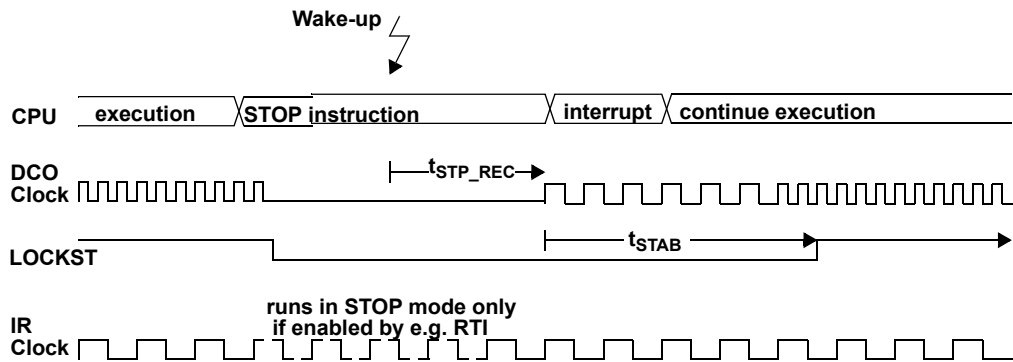 Wake-up
CPU
execution
STOP instruction
interrupt
continue execution
DCO
Clock
tSTP_REC
LOCKST
tSTAB
runs in STOP mode only
if enabled by e.g. RTI
IR
Clock